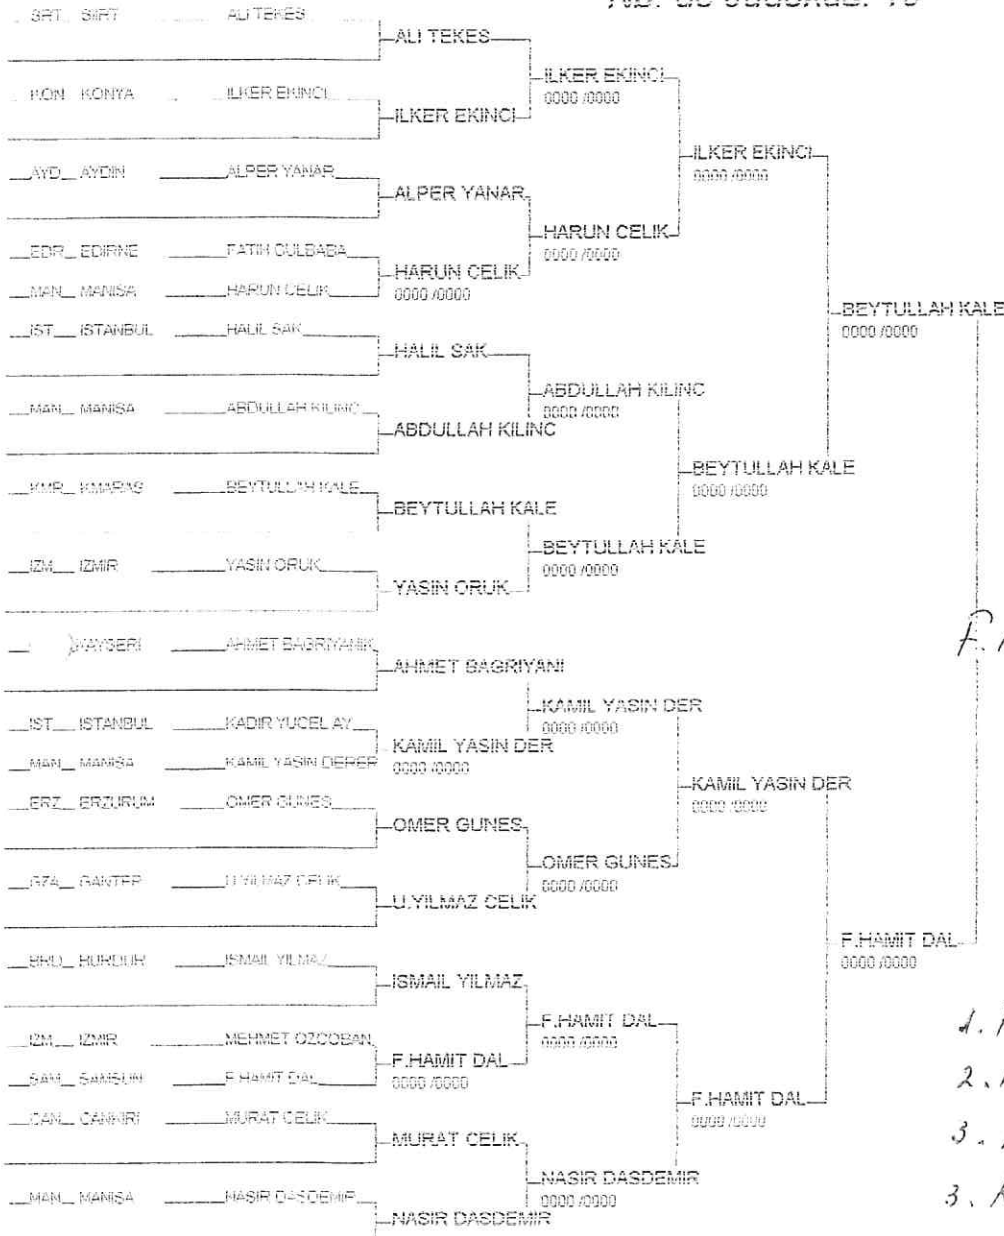 SRT SIIRT ALI TEKES
ALI TEKES
ILKER EKINCI
0000 /0000
KON KONYA ILKER EKINCI
ILKER EKINCI
ILKER EKINCI
0000 /0000
AYD AYDIN ALPER YANAR
ALPER YANAR
HARUN CELIK
0000 /0000
EDR EDIRNE FATIH GULBABA
HARUN CELIK
0000 /0000
MAN MANISA HARUN CELIK
BEYTULLAH KALE
0000 /0000
IST ISTANBUL HALIL SAK
HALIL SAK
ABDULLAH KILINC
0000 /0000
MAN MANISA ABDULLAH KILINC
ABDULLAH KILINC
BEYTULLAH KALE
0000 /0000
KMR KMARAS BEYTULLAH KALE
BEYTULLAH KALE
BEYTULLAH KALE
0000 /0000
IZM IZMIR YASIN ORUK
YASIN ORUK
KAYSERI AHMET BAGRIYANIK
AHMET BAGRIYANI
KAMIL YASIN DER
0000 /0000
IST ISTANBUL KADIR YUCEL AY
KAMIL YASIN DER
0000 /0000
MAN MANISA KAMIL YASIN DERER
KAMIL YASIN DER
0000 /0000
ERZ ERZURUM OMER GUNES
OMER GUNES
OMER GUNES
0000 /0000
GZA GANTEP U.YILMAZ CELIK
U.YILMAZ CELIK
F.HAMIT DAL
0000 /0000
BRD BURDUR ISMAIL YILMAZ
ISMAIL YILMAZ
F.HAMIT DAL
0000 /0000
IZM IZMIR MEHMET OZCOBAN
F.HAMIT DAL
0000 /0000
SAM SAMSUN F.HAMIT DAL
F.HAMIT DAL
0000 /0000
CAN CANKIRI MURAT CELIK
MURAT CELIK
NASIR DASDEMIR
0000 /0000
MAN MANISA NASIR DASDEMIR
NASIR DASDEMIR
F.
1.
2.
3.
3.